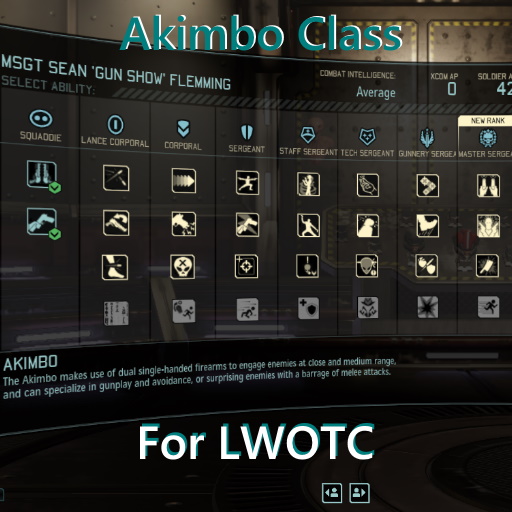 Akimbo Class
MSGT SEAN 'GUN SHOW' FLEMMING
SELECT ABILITY:
COMBAT INTELLIGENCE:
Average
XCOM AP
0
SOLDIER A
42
NEW RANK
SQUADDIE
LANCE CORPORAL
CORPORAL
SERGEANT
STAFF SERGEANT
TECH SERGEANT
GUNNERY SERGEA
MASTER SERGEA
AKIMBO
The Akimbo makes use of dual single-handed firearms to engage enemies at close and medium range,
and can specialize in gunplay and avoidance, or surprising enemies with a barrage of melee attacks.
For LWOTC